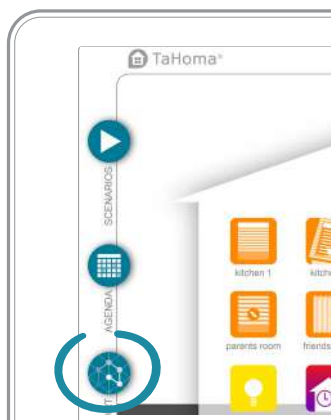 TaHoma®
SCENARIOS
AGENDA
kitchen 1
parents room